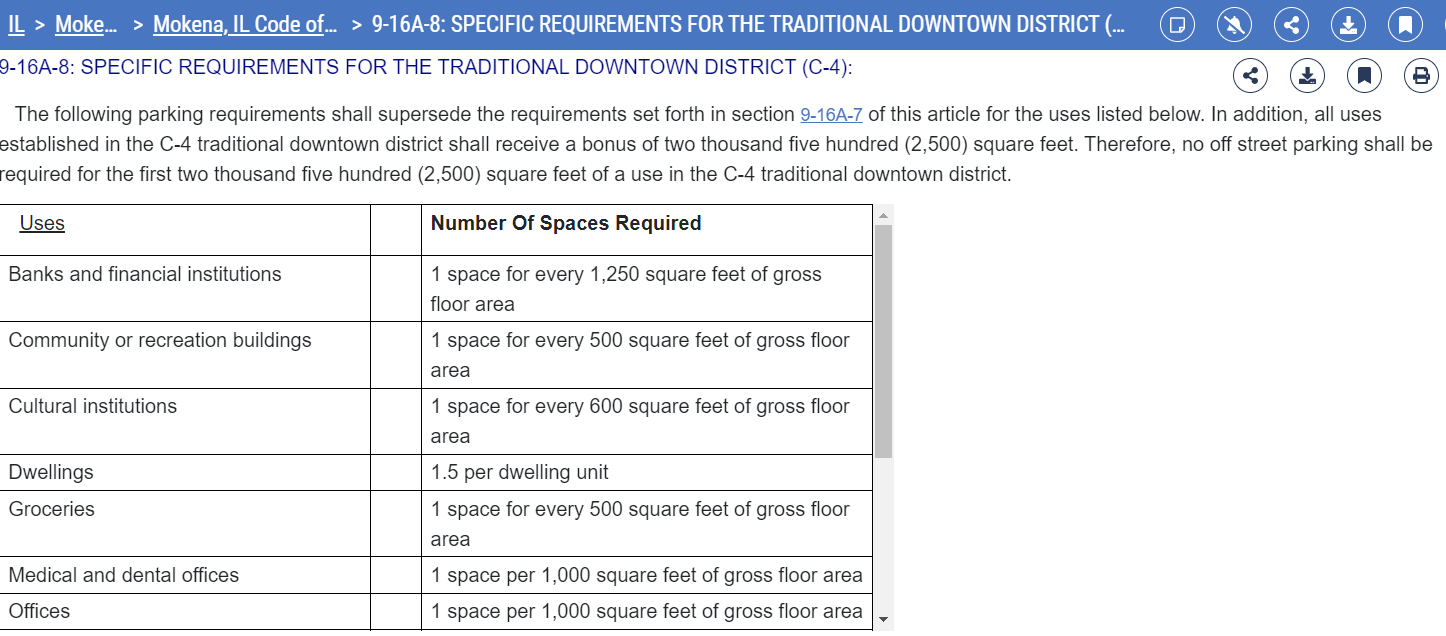 IL > Moke... > Mokena, IL Code of... > 9-16A-8: SPECIFIC REQUIREMENTS FOR THE TRADITIONAL DOWNTOWN DISTRICT (...
9-16A-8: SPECIFIC REQUIREMENTS FOR THE TRADITIONAL DOWNTOWN DISTRICT (C-4):
The following parking requirements shall supersede the requirements set forth in section 9-16A-7 of this article for the uses listed below. In addition, all uses
established in the C-4 traditional downtown district shall receive a bonus of two thousand five hundred (2,500) square feet. Therefore, no off street parking shall be
required for the first two thousand five hundred (2,500) square feet of a use in the C-4 traditional downtown district.
Uses Number Of Spaces Required
Banks and financial institutions 1 space for every 1,250 square feet of gross
floor area
Community or recreation buildings 1 space for every 500 square feet of gross floor
area
Cultural institutions 1 space for every 600 square feet of gross floor
area
Dwellings 1.5 per dwelling unit
Groceries 1 space for every 500 square feet of gross floor
area
Medical and dental offices 1 space per 1,000 square feet of gross floor area
Offices 1 space per 1,000 square feet of gross floor area